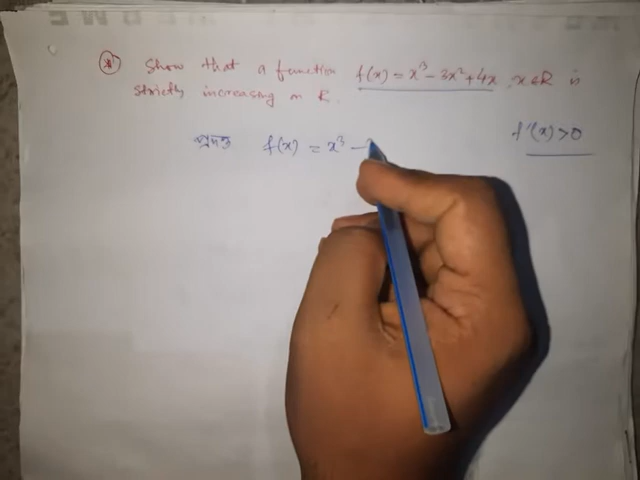 Show that a function f(x) = x³ - 3x² + 4x, x ∈ R is
strictly increasing on R.
f'(x) > 0
প্রদত্ত f(x) = x³ -